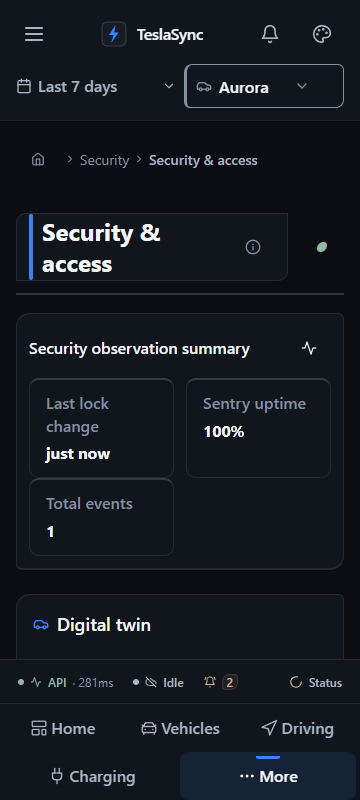 TeslaSync
Last 7 days
Aurora
Security
Security & access
Security &
access
Security observation summary
Last lock
change
just now
Sentry uptime
100%
Total events
1
Digital twin
API · 281ms
Idle
2
Status
Home
Vehicles
Driving
Charging
More